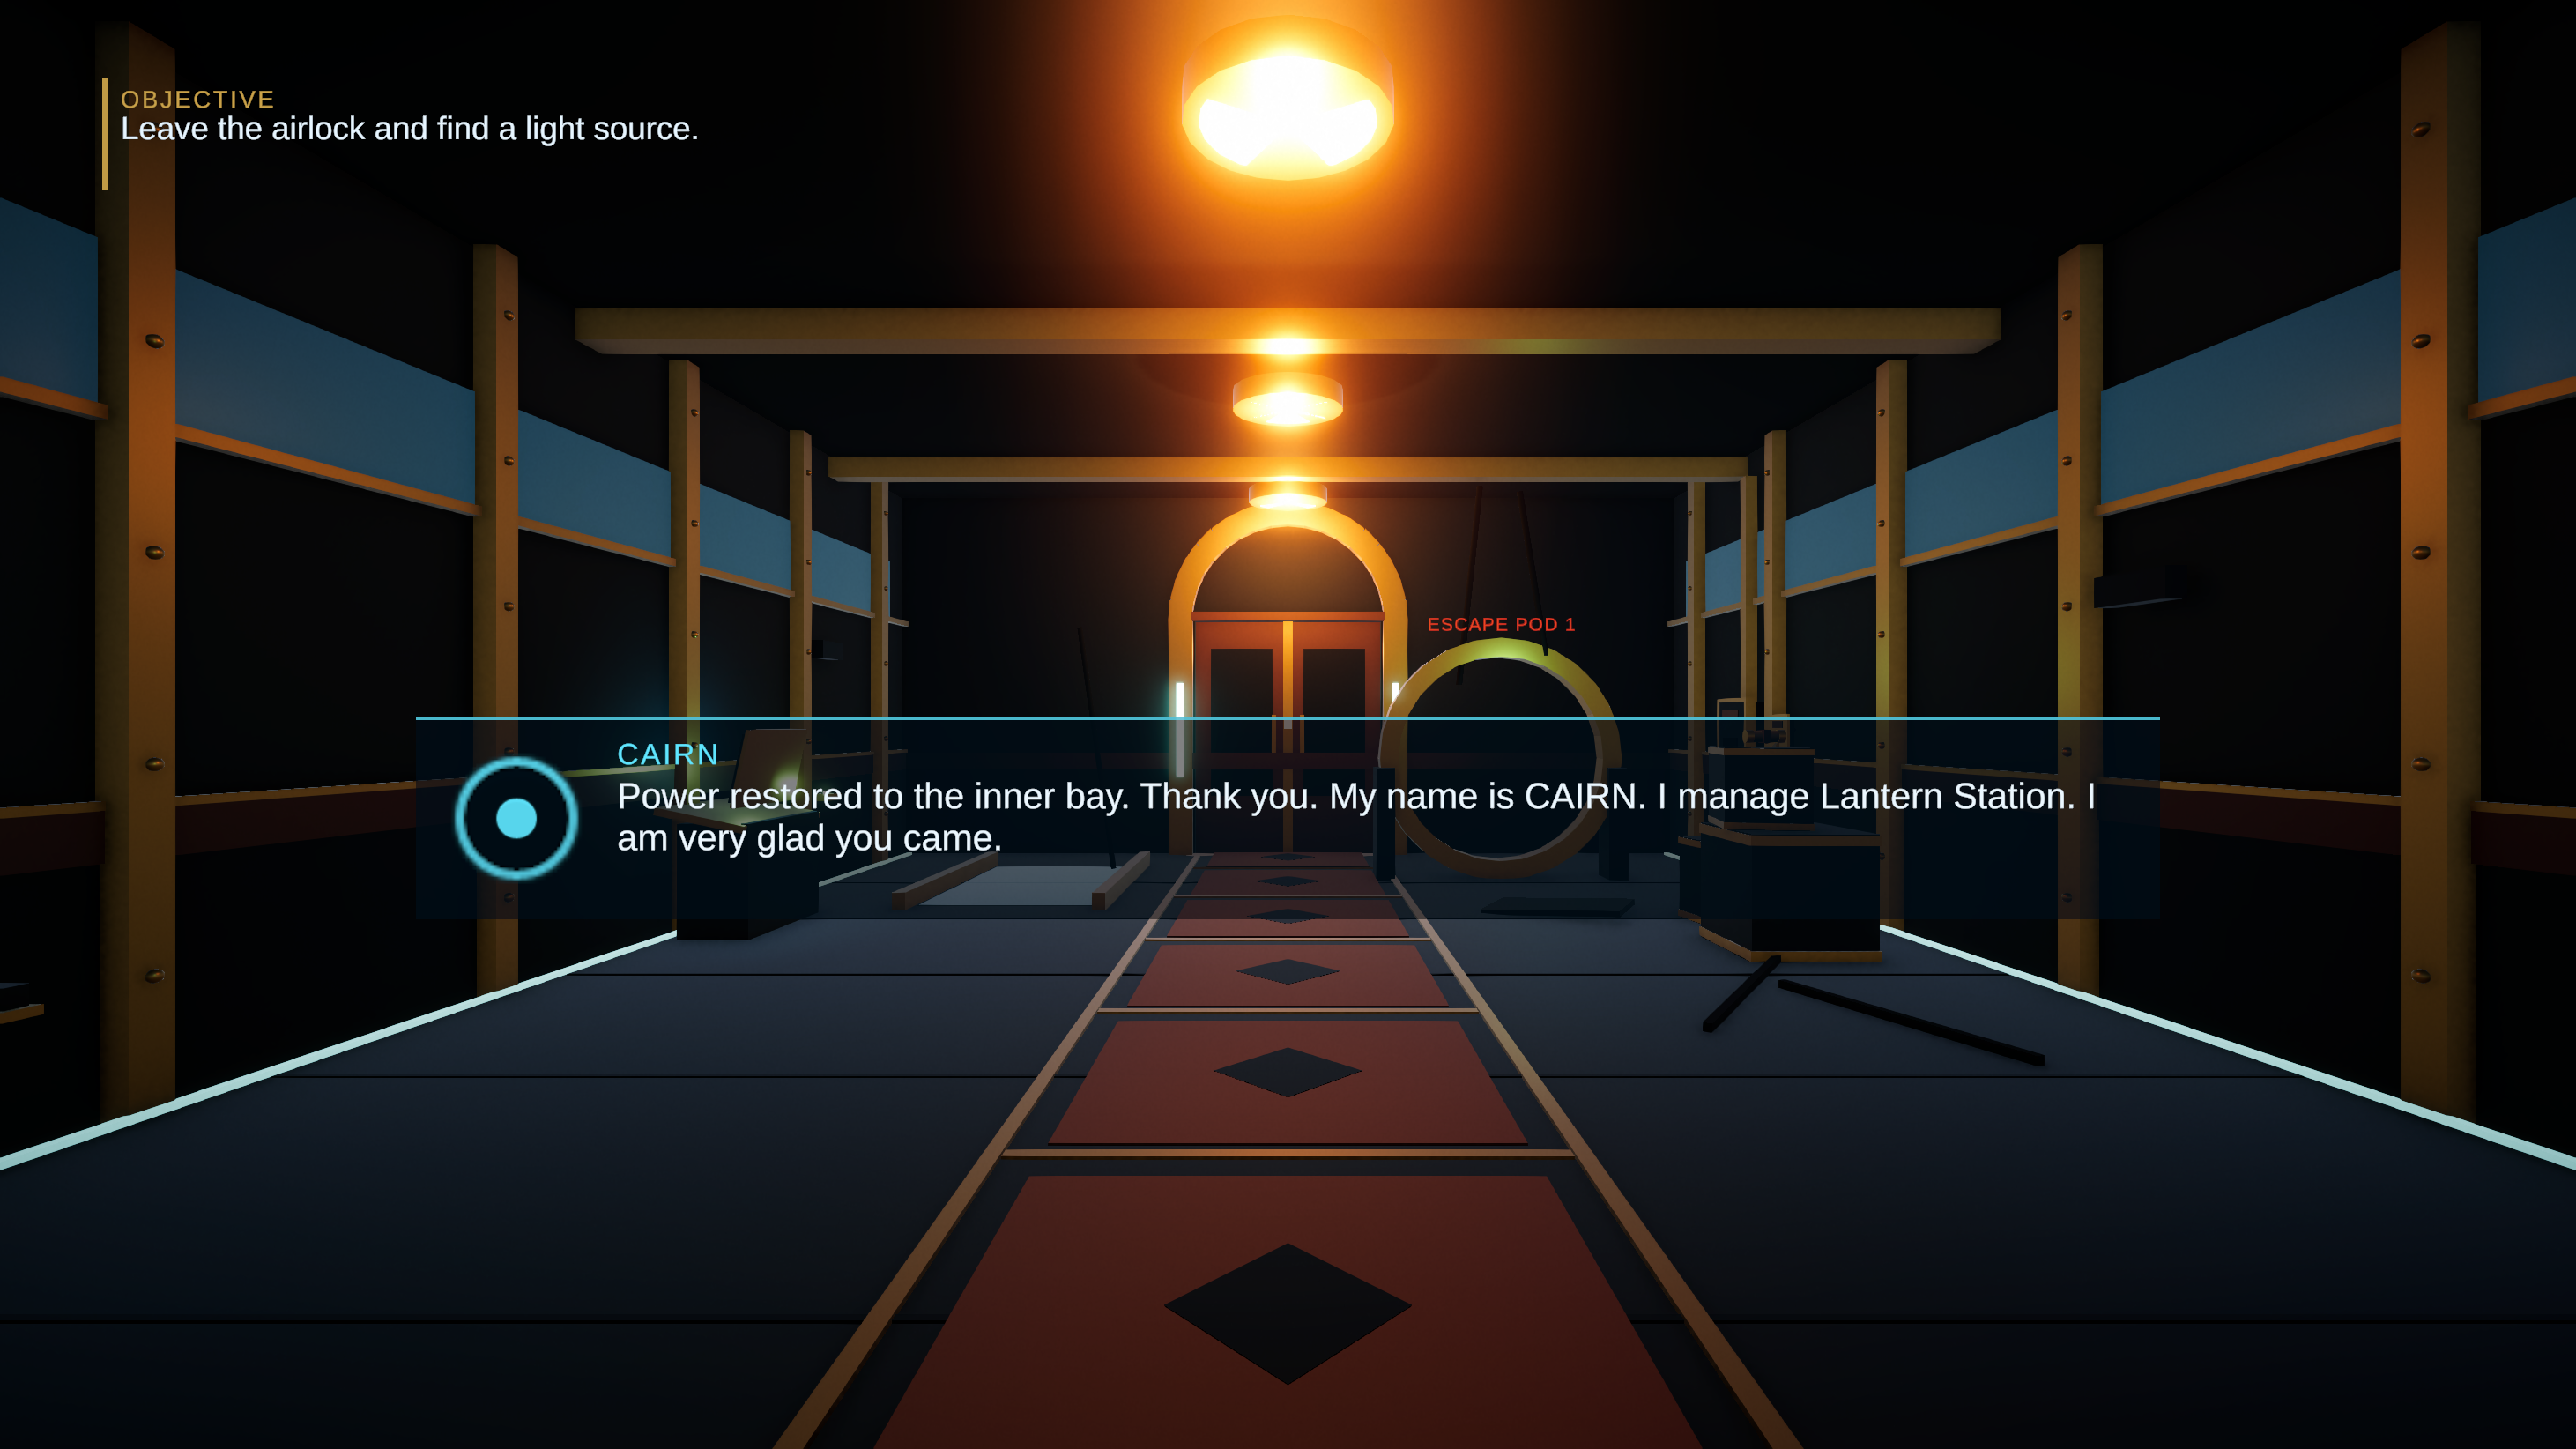 OBJECTIVE
Leave the airlock and find a light source.
ESCAPE POD 1
CAIRN
Power restored to the inner bay. Thank you. My name is CAIRN. I manage Lantern Station. I
am very glad you came.